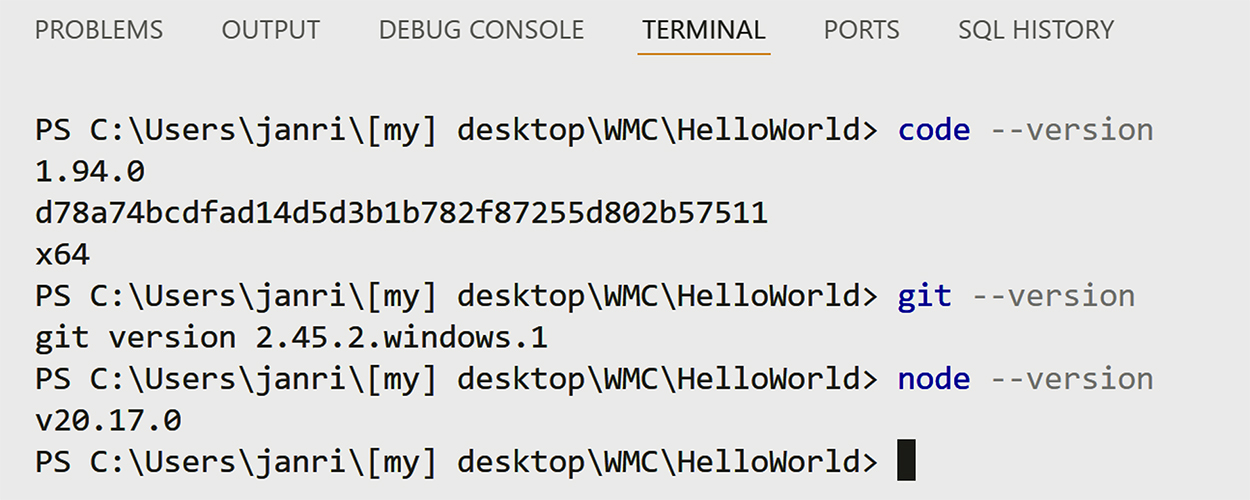 PROBLEMS OUTPUT DEBUG CONSOLE TERMINAL PORTS SQL HISTORY
PS C:\Users\janri\[my] desktop\WMC\HelloWorld> code --version
1.94.0
d78a74bcdfad14d5d3b1b782f87255d802b57511
x64
PS C:\Users\janri\[my] desktop\WMC\HelloWorld> git --version
git version 2.45.2.windows.1
PS C:\Users\janri\[my] desktop\WMC\HelloWorld> node --version
v20.17.0
PS C:\Users\janri\[my] desktop\WMC\HelloWorld>